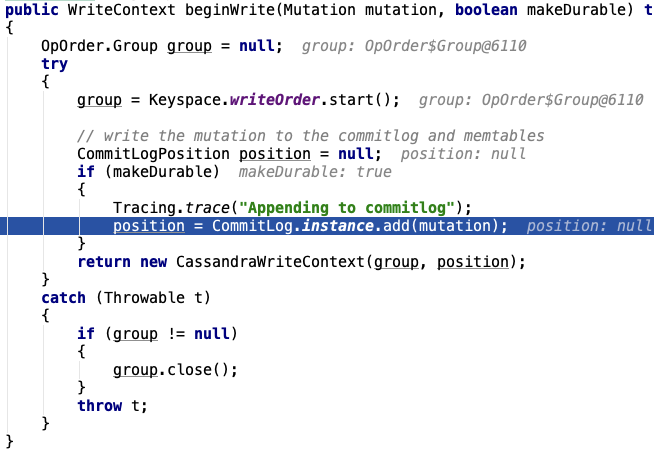 public WriteContext beginWrite(Mutation mutation, boolean makeDurable) t
{
OpOrder.Group group = null;  group: OpOrder$Group@6110
try
{
group = Keyspace.writeOrder.start();  group: OpOrder$Group@6110
// write the mutation to the commitlog and memtables
CommitLogPosition position = null;  position: null
if (makeDurable)  makeDurable: true
{
Tracing.trace("Appending to commitlog");
position = CommitLog.instance.add(mutation);  position: null
}
return new CassandraWriteContext(group, position);
}
catch (Throwable t)
{
if (group != null)
{
group.close();
}
throw t;
}
}